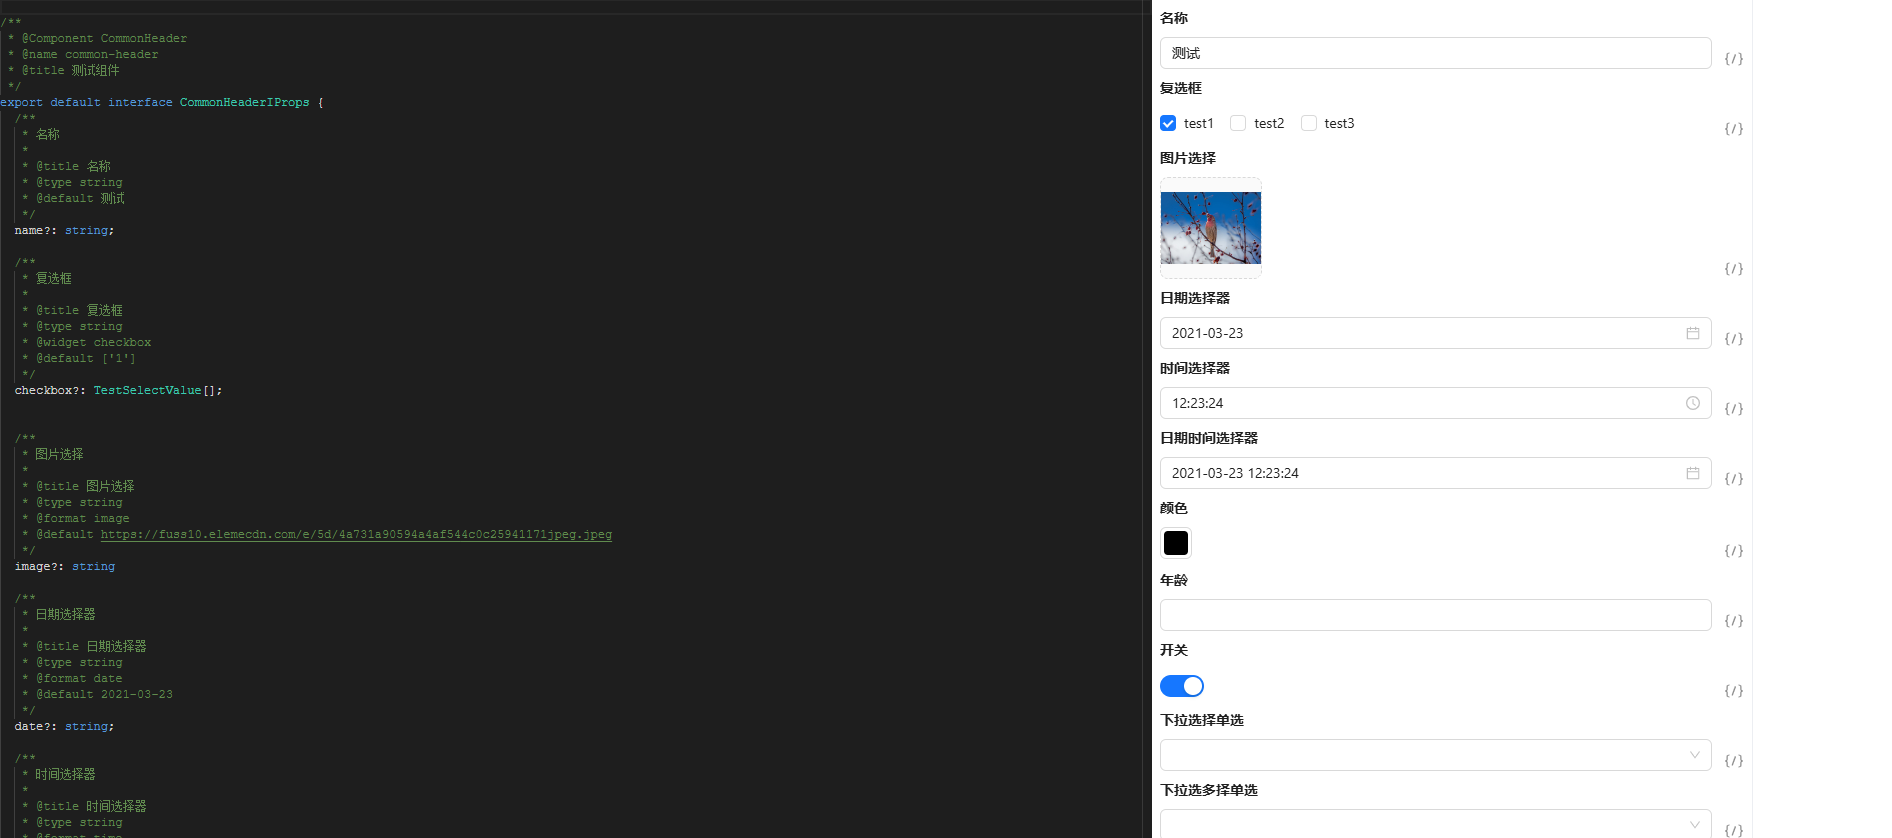 /**
 * @Component CommonHeader
 * @name common-header
 * @title 测试组件
 */
export default interface CommonHeaderIProps {
  /**
   * 名称
   *
   * @title 名称
   * @type string
   * @default 测试
   */
  name?: string;
  /**
   * 复选框
   *
   * @title 复选框
   * @type string
   * @widget checkbox
   * @default ['1']
   */
  checkbox?: TestSelectValue[];
  /**
   * 图片选择
   *
   * @title 图片选择
   * @type string
   * @format image
   * @default https://fuss10.elemecdn.com/e/5d/4a731a90594a4af544c0c25941171jpeg.jpeg
   */
  image?: string
  /**
   * 日期选择器
   *
   * @title 日期选择器
   * @type string
   * @format date
   * @default 2021-03-23
   */
  date?: string;
  /**
   * 时间选择器
   *
   * @title 时间选择器
   * @type string
   * @format time
名称
测试
{/}
复选框
test1 test2 test3
{/}
图片选择
{/}
日期选择器
2021-03-23
{/}
时间选择器
12:23:24
{/}
日期时间选择器
2021-03-23 12:23:24
{/}
颜色
{/}
年龄
{/}
开关
{/}
下拉选择单选
{/}
下拉选多择单选
{/}